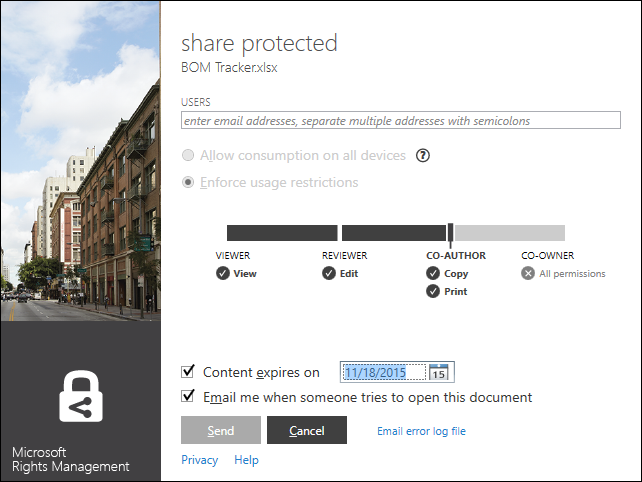 share protected
BOM Tracker.xlsx
USERS
enter email addresses, separate multiple addresses with semicolons
Allow consumption on all devices ?
Enforce usage restrictions
VIEWER REVIEWER CO-AUTHOR CO-OWNER
View Edit Copy All permissions
Print
Content expires on 11/18/2015 15
Email me when someone tries to open this document
Send Cancel Email error log file
Privacy Help
Microsoft
Rights Management